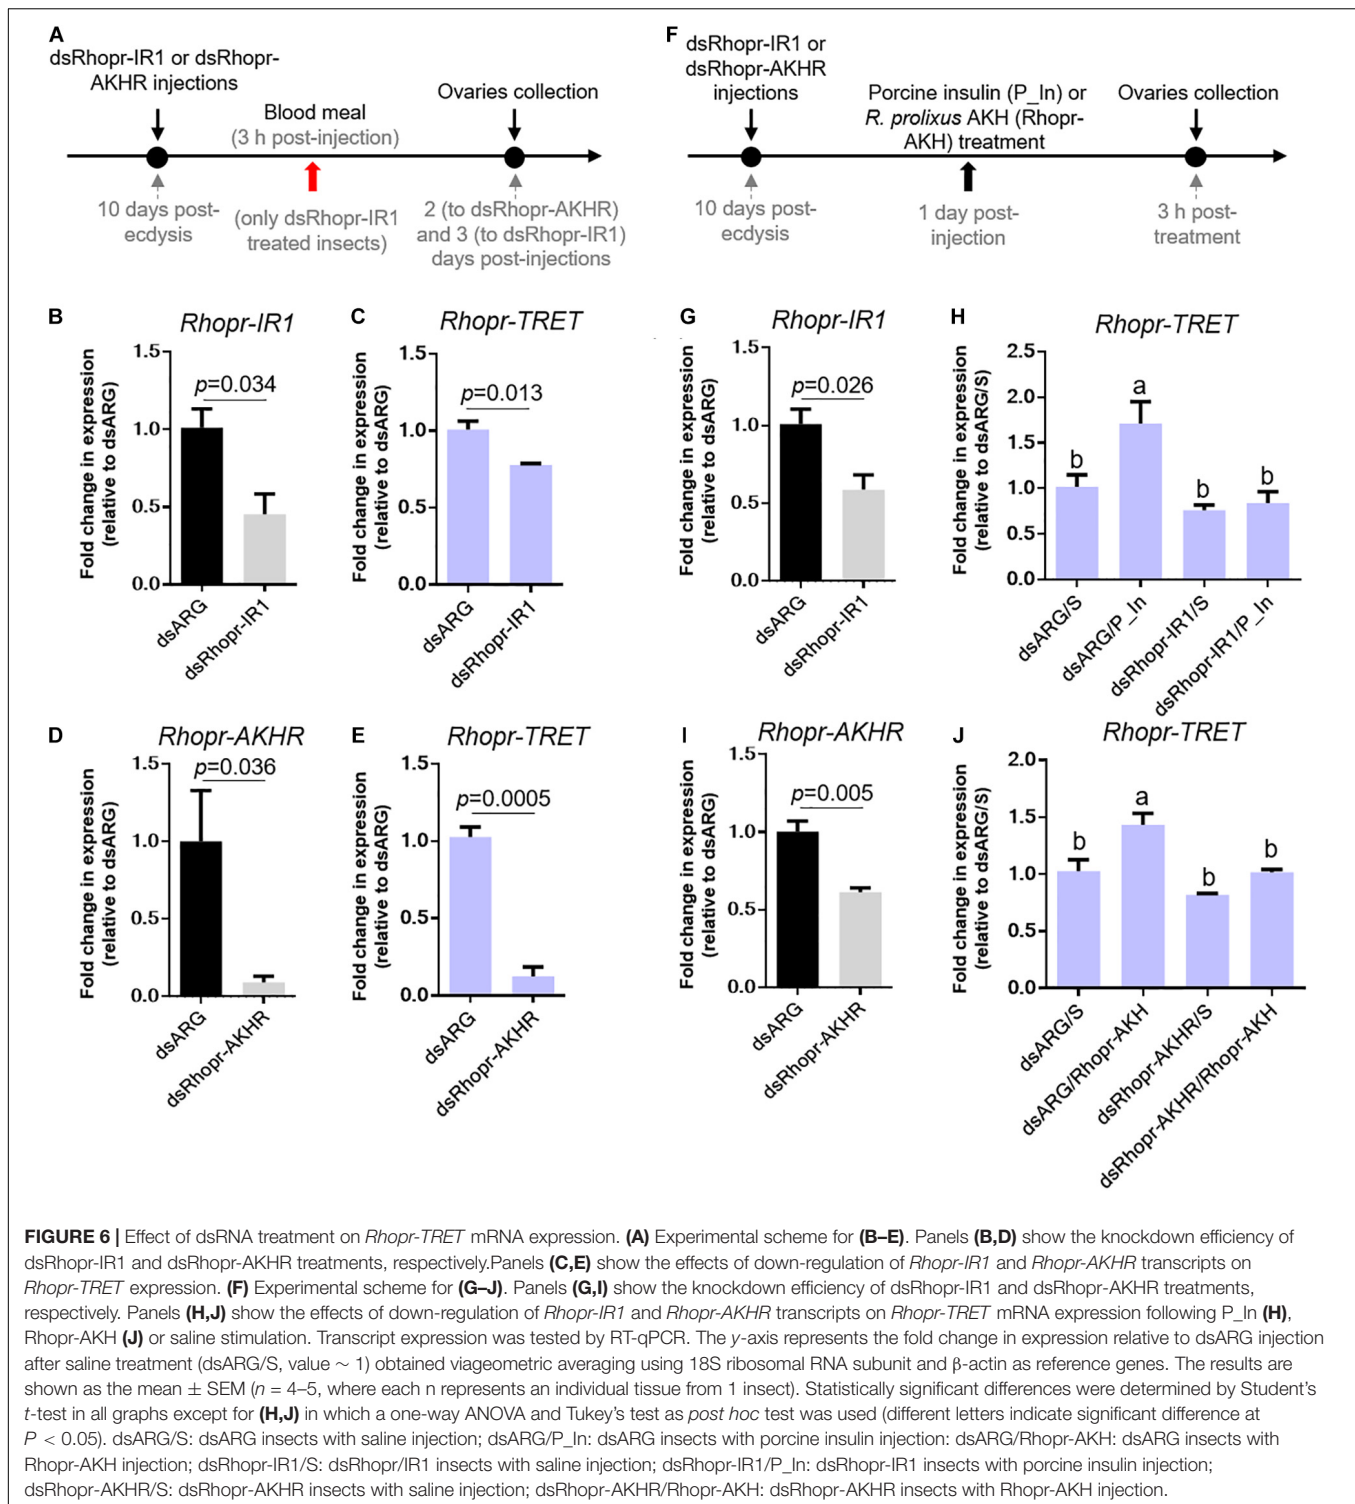 A
dsRhopr-IR1 or dsRhopr-
AKHR injections
Blood meal
(3 h post-injection)
Ovaries collection
10 days post-
ecdysis
(only dsRhopr-IR1
treated insects)
2 (to dsRhopr-AKHR)
and 3 (to dsRhopr-IR1)
days post-injections
F
dsRhopr-IR1 or
dsRhopr-AKHR
injections
Porcine insulin (P_In) or
R. prolixus AKH (Rhopr-
AKH) treatment
Ovaries collection
10 days post-
ecdysis
1 day post-
injection
3 h post-
treatment
B
Rhopr-IR1
Fold change in expression
(relative to dsARG)
1.5
1.0
0.5
0.0
p=0.034
dsARG
dsRhopr-IR1
C
Rhopr-TRET
Fold change in expression
(relative to dsARG)
1.5
1.0
0.5
0.0
p=0.013
dsARG
dsRhopr-IR1
G
Rhopr-IR1
Fold change in expression
(relative to dsARG)
1.5
1.0
0.5
0.0
p=0.026
dsARG
dsRhopr-IR1
H
Rhopr-TRET
Fold change in expression
(relative to dsARG/S)
2.5
2.0
1.5
1.0
0.5
0.0
b
a
b
b
dsARG/S
dsARG/P_In
dsRhopr-IR1/S
dsRhopr-IR1/P_In
D
Rhopr-AKHR
Fold change in expression
(relative to dsARG)
1.5
1.0
0.5
0.0
p=0.036
dsARG
dsRhopr-AKHR
E
Rhopr-TRET
Fold change in expression
(relative to dsARG)
1.5
1.0
0.5
0.0
p=0.0005
dsARG
dsRhopr-AKHR
I
Rhopr-AKHR
Fold change in expression
(relative to dsARG)
1.5
1.0
0.5
0.0
p=0.005
dsARG
dsRhopr-AKHR
J
Rhopr-TRET
Fold change in expression
(relative to dsARG/S)
2.0
1.5
1.0
0.5
0.0
b
a
b
b
dsARG/S
dsARG/Rhopr-AKH
dsRhopr-AKHR/S
dsRhopr-AKHR/Rhopr-AKH
FIGURE 6 | Effect of dsRNA treatment on Rhopr-TRET mRNA expression. (A) Experimental scheme for (B–E). Panels (B,D) show the knockdown efficiency of
dsRhopr-IR1 and dsRhopr-AKHR treatments, respectively.Panels (C,E) show the effects of down-regulation of Rhopr-IR1 and Rhopr-AKHR transcripts on
Rhopr-TRET expression. (F) Experimental scheme for (G–J). Panels (G,I) show the knockdown efficiency of dsRhopr-IR1 and dsRhopr-AKHR treatments,
respectively. Panels (H,J) show the effects of down-regulation of Rhopr-IR1 and Rhopr-AKHR transcripts on Rhopr-TRET mRNA expression following P_In (H),
Rhopr-AKH (J) or saline stimulation. Transcript expression was tested by RT-qPCR. The y-axis represents the fold change in expression relative to dsARG injection
after saline treatment (dsARG/S, value ∼ 1) obtained viageometric averaging using 18S ribosomal RNA subunit and β-actin as reference genes. The results are
shown as the mean ± SEM (n = 4–5, where each n represents an individual tissue from 1 insect). Statistically significant differences were determined by Student's
t-test in all graphs except for (H,J) in which a one-way ANOVA and Tukey's test as post hoc test was used (different letters indicate significant difference at
P < 0.05). dsARG/S: dsARG insects with saline injection; dsARG/P_In: dsARG insects with porcine insulin injection: dsARG/Rhopr-AKH: dsARG insects with
Rhopr-AKH injection; dsRhopr-IR1/S: dsRhopr/IR1 insects with saline injection; dsRhopr-IR1/P_In: dsRhopr-IR1 insects with porcine insulin injection;
dsRhopr-AKHR/S: dsRhopr-AKHR insects with saline injection; dsRhopr-AKHR/Rhopr-AKH: dsRhopr-AKHR insects with Rhopr-AKH injection.